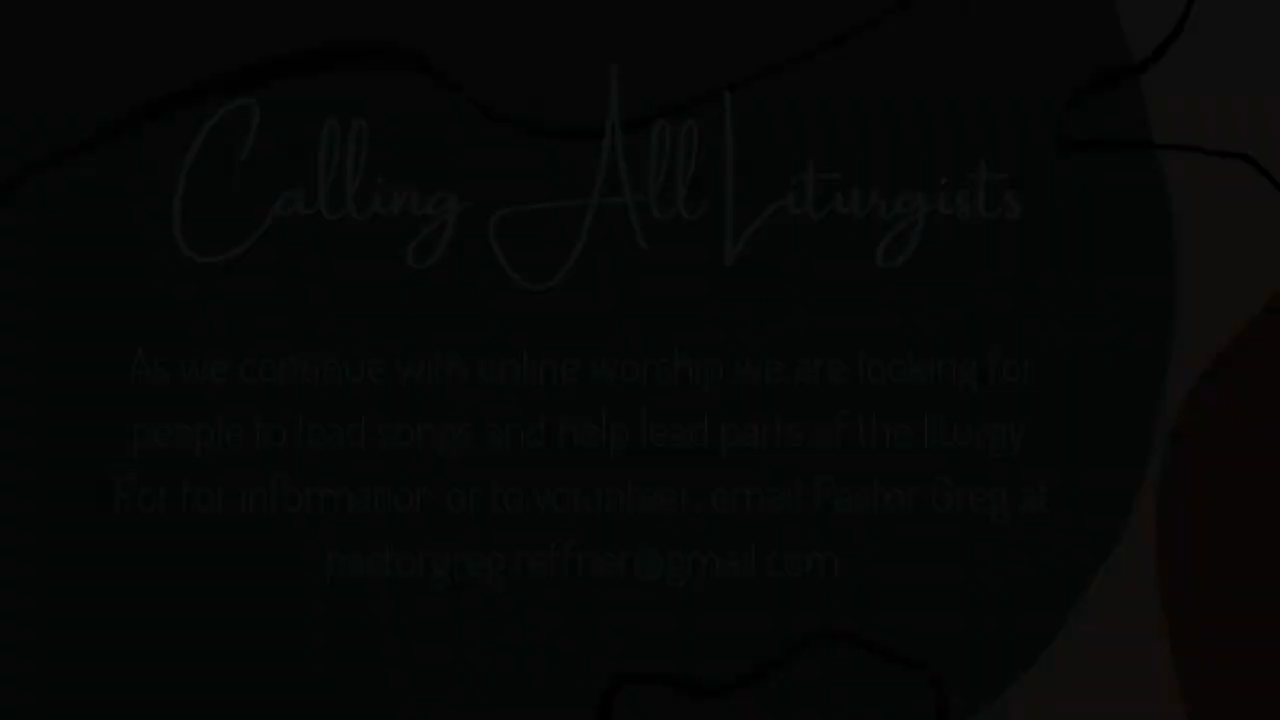 Calling All Liturgists
As we continue with online worship we are looking for
people to lead songs and help lead parts of the liturgy
For for information or to volunteer, email Pastor Greg at